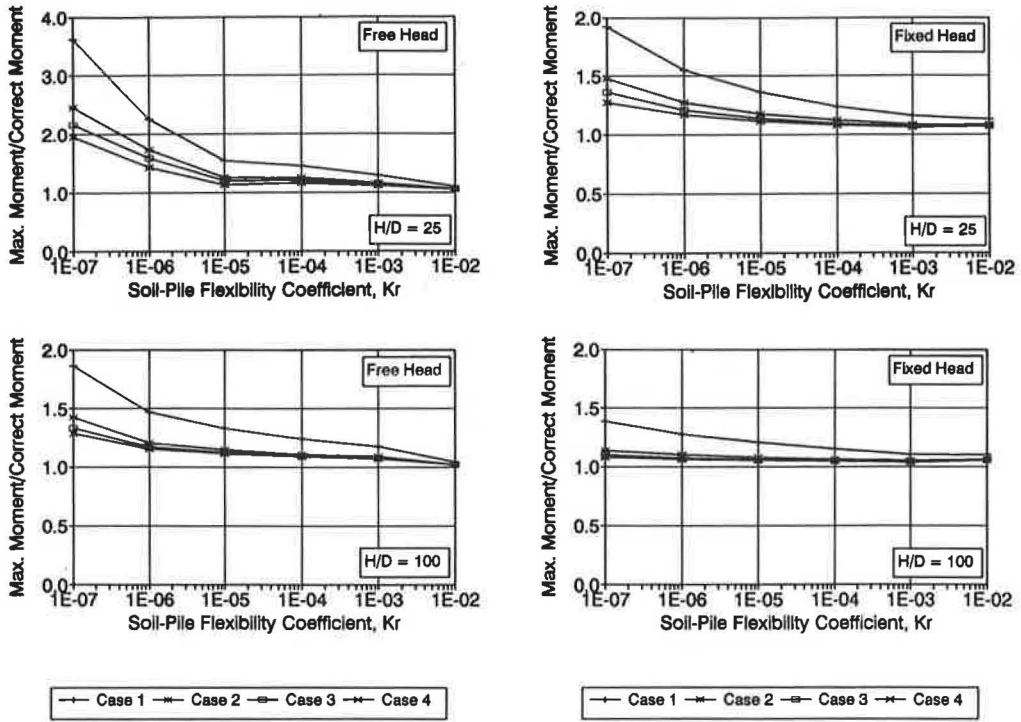 Max. Moment/Correct Moment
4.0
3.0
2.0
1.0
0.0
Free Head
H/D = 25
1E-07 1E-06 1E-05 1E-04 1E-03 1E-02
Soil-Pile Flexibility Coefficient, Kr
Max. Moment/Correct Moment
2.0
1.5
1.0
0.5
0.0
Fixed Head
H/D = 25
1E-07 1E-06 1E-05 1E-04 1E-03 1E-02
Soil-Pile Flexibility Coefficient, Kr
Max. Moment/Correct Moment
2.0
1.5
1.0
0.5
0.0
Free Head
H/D = 100
1E-07 1E-06 1E-05 1E-04 1E-03 1E-02
Soil-Pile Flexibility Coefficient, Kr
Max. Moment/Correct Moment
2.0
1.5
1.0
0.5
0.0
Fixed Head
H/D = 100
1E-07 1E-06 1E-05 1E-04 1E-03 1E-02
Soil-Pile Flexibility Coefficient, Kr
Case 1 Case 2 Case 3 Case 4
Case 1 Case 2 Case 3 Case 4